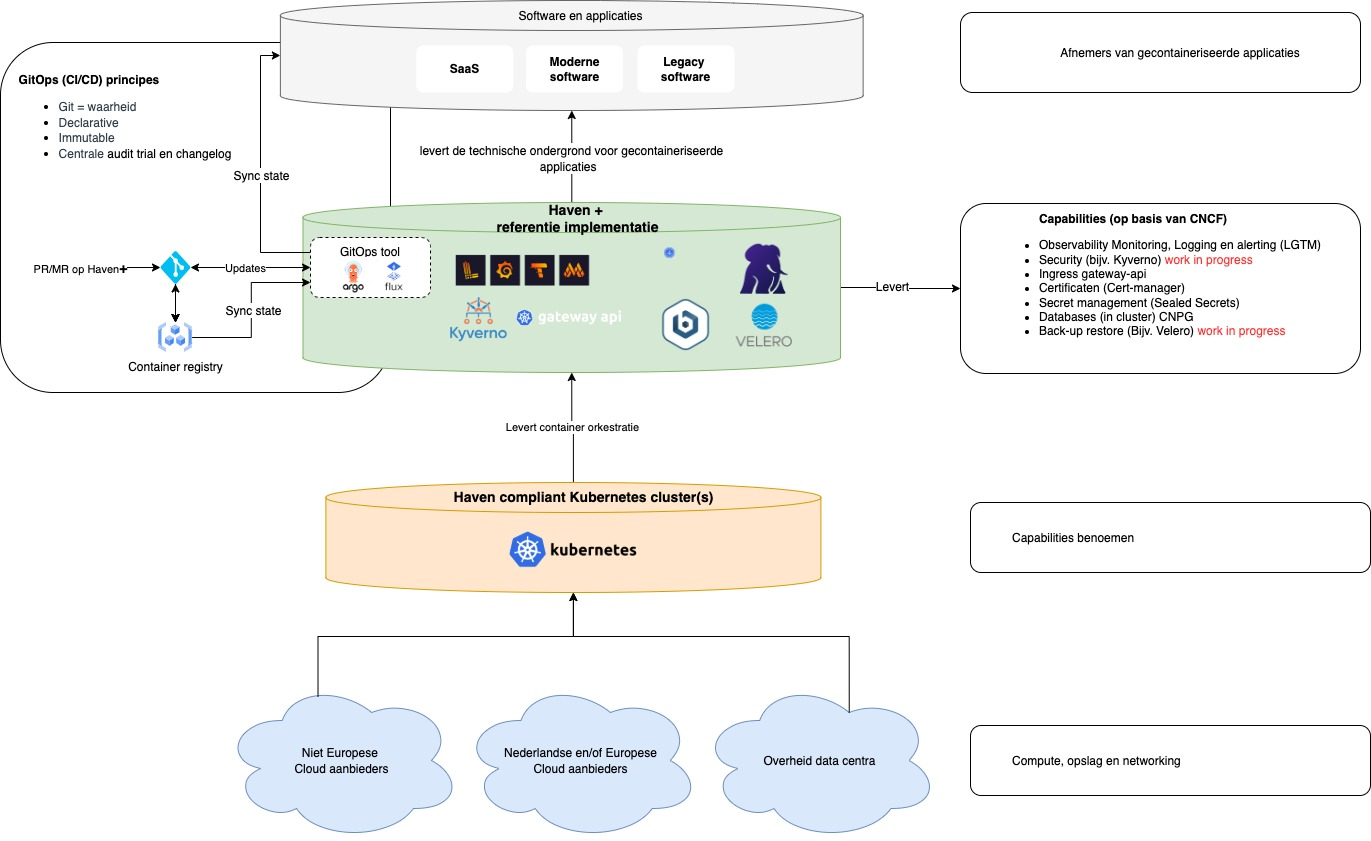 Software en applicaties
SaaS
Moderne
software
Legacy
software
Afnemers van gecontaineriseerde applicaties
GitOps (CI/CD) principes
Git = waarheid
Declarative
Immutable
Centrale audit trial en changelog
levert de technische ondergrond voor gecontaineriseerde
applicaties
Sync state
Haven +
referentie implementatie
GitOps tool
argo
flux
PR/MR op Haven+
Updates
Sync state
Container registry
Kyverno
gateway api
VELERO
Levert
Capabilities (op basis van CNCF)
Observability Monitoring, Logging en alerting (LGTM)
Security (bijv. Kyverno) work in progress
Ingress gateway-api
Certificaten (Cert-manager)
Secret management (Sealed Secrets)
Databases (in cluster) CNPG
Back-up restore (Bijv. Velero) work in progress
Levert container orkestratie
Haven compliant Kubernetes cluster(s)
kubernetes
Capabilities benoemen
Niet Europese
Cloud aanbieders
Nederlandse en/of Europese
Cloud aanbieders
Overheid data centra
Compute, opslag en networking